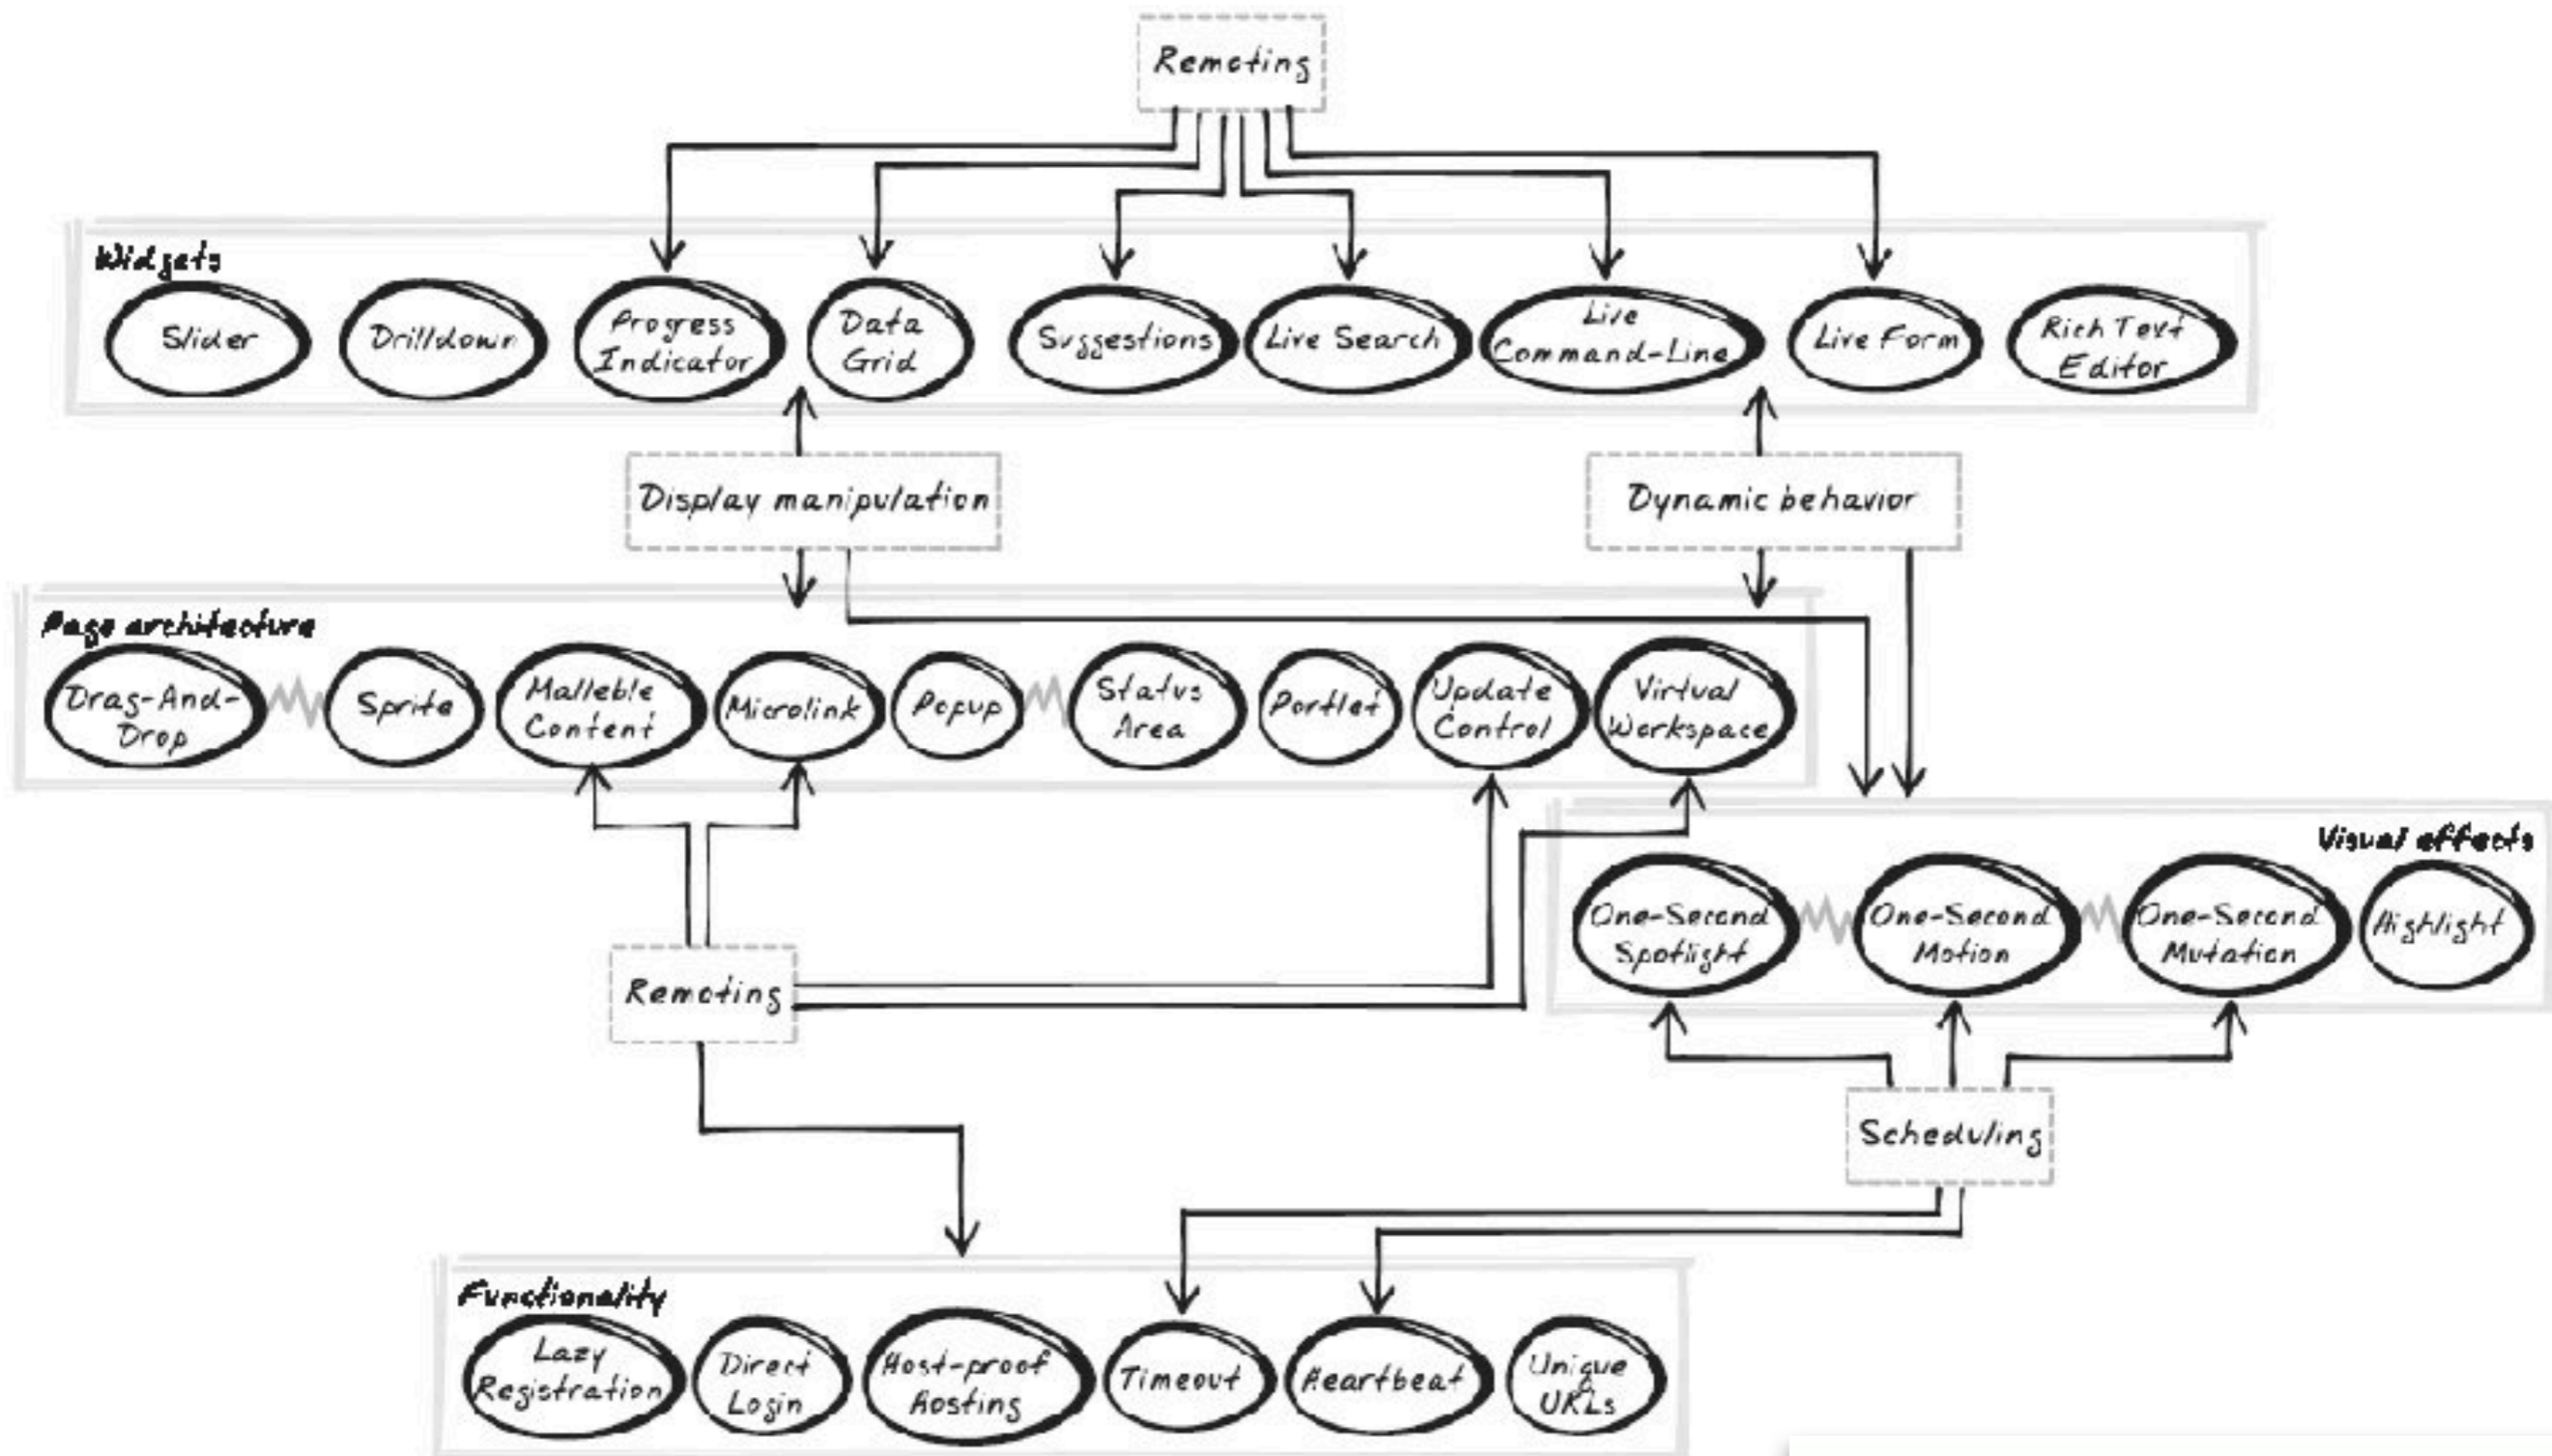 Remoting
Widgets
Slider
Drilldown
Progress
Indicator
Data
Grid
Suggestions
Live Search
Live
Command-Line
Live Form
Rich Text
Editor
Display manipulation
Dynamic behavior
Page architecture
Drag-And-
Drop
Sprite
Malleble
Content
Microlink
Popup
Status
Area
Portlet
Update
Control
Virtual
Workspace
Visual effects
One-Second
Spotlight
One-Second
Motion
One-Second
Mutation
Highlight
Remoting
Scheduling
Functionality
Lazy
Registration
Direct
Login
Host-proof
Hosting
Timeout
Heartbeat
Unique
URLs